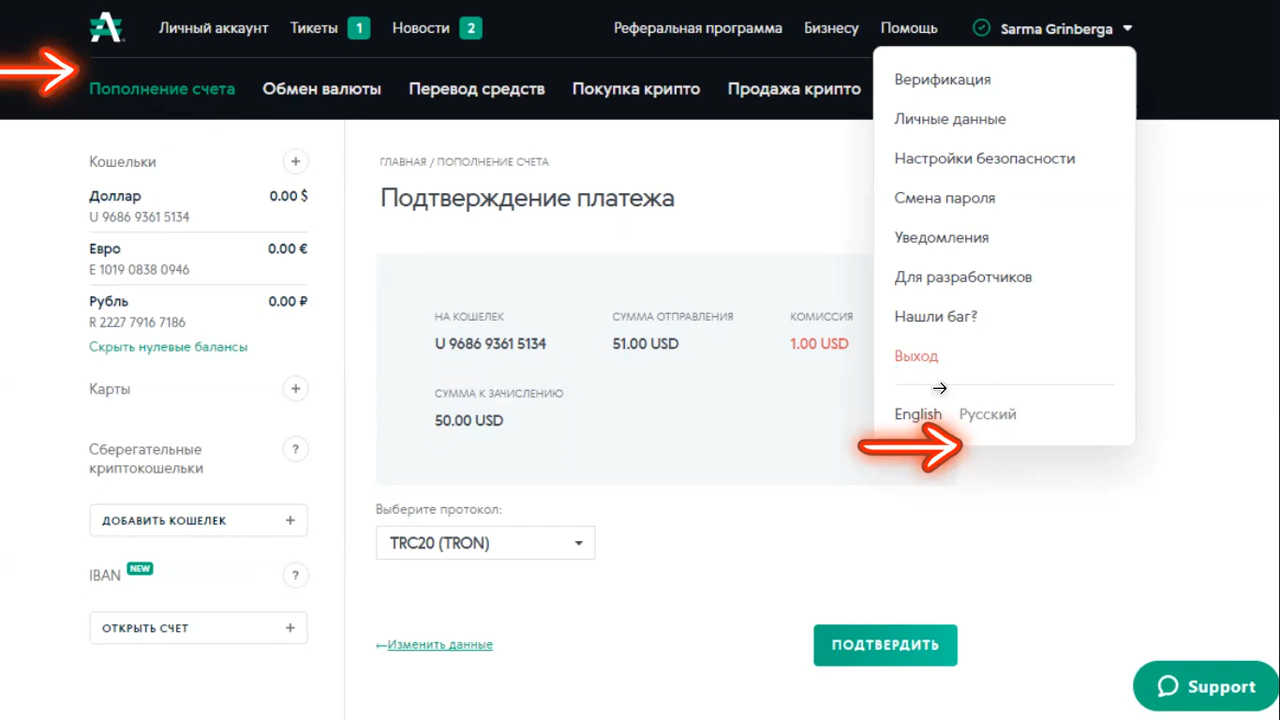 Личный аккаунт Тикеты 1 Новости 2 Реферальная программа Бизнесу Помощь Sarma Grinberga
Пополнение счета Обмен валюты Перевод средств Покупка крипто Продажа крипто
Верификация
Личные данные
Настройки безопасности
Смена пароля
Уведомления
Для разработчиков
Нашли баг?
Выход
English Русский
Кошельки +
Доллар 0.00 $
U 9686 9361 5134
Евро 0.00 €
E 1019 0838 0946
Рубль 0.00 ₽
R 2227 7916 7186
Скрыть нулевые балансы
Карты +
Сберегательные ?
криптокошельки
ДОБАВИТЬ КОШЕЛЕК +
IBAN NEW ?
ОТКРЫТЬ СЧЕТ +
ГЛАВНАЯ / ПОПОЛНЕНИЕ СЧЕТА
Подтверждение платежа
НА КОШЕЛЕК СУММА ОТПРАВЛЕНИЯ КОМИССИЯ
U 9686 9361 5134 51.00 USD 1.00 USD
СУММА К ЗАЧИСЛЕНИЮ
50.00 USD
Выберите протокол:
TRC20 (TRON)
←Изменить данные ПОДТВЕРДИТЬ
Support